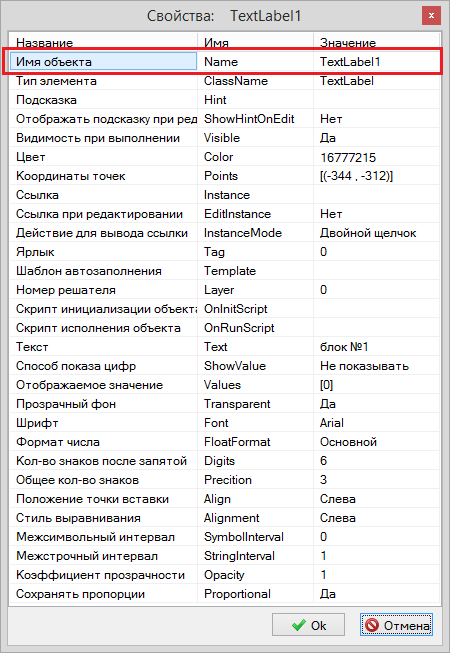 Свойства: TextLabel1
x
Название Имя Значение
Имя объекта Name TextLabel1
Тип элемента ClassName TextLabel
Подсказка Hint
Отображать подсказку при ред ShowHintOnEdit Нет
Видимость при выполнении Visible Да
Цвет Color 16777215
Координаты точек Points [(-344 , -312)]
Ссылка Instance
Ссылка при редактировании EditInstance Нет
Действие для вывода ссылки InstanceMode Двойной щелчок
Ярлык Tag 0
Шаблон автозаполнения Template
Номер решателя Layer 0
Скрипт инициализации объекта OnInitScript
Скрипт исполнения объекта OnRunScript
Текст Text блок №1
Способ показа цифр ShowValue Не показывать
Отображаемое значение Values [0]
Прозрачный фон Transparent Да
Шрифт Font Arial
Формат числа FloatFormat Основной
Кол-во знаков после запятой Digits 6
Общее кол-во знаков Precition 3
Положение точки вставки Align Слева
Стиль выравнивания Alignment Слева
Межсимвольный интервал SymbolInterval 0
Межстрочный интервал StringInterval 1
Коэффициент прозрачности Opacity 1
Сохранять пропорции Proportional Да
Ok Отмена